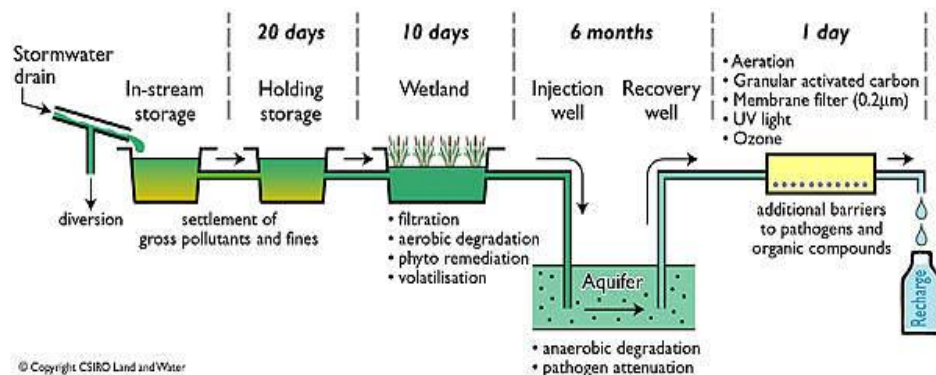 20 days
10 days
6 months
1 day
Stormwater
drain
In-stream
storage
Holding
storage
Wetland
Injection
well
Recovery
well
• Aeration
• Granular activated carbon
• Membrane filter (0.2µm)
• UV light
• Ozone
diversion
settlement of
gross pollutants and fines
• filtration
• aerobic degradation
• phyto remediation
• volatilisation
Aquifer
• anaerobic degradation
• pathogen attenuation
additional barriers
to pathogens and
organic compounds
Recharge
© Copyright CSIRO Land and Water